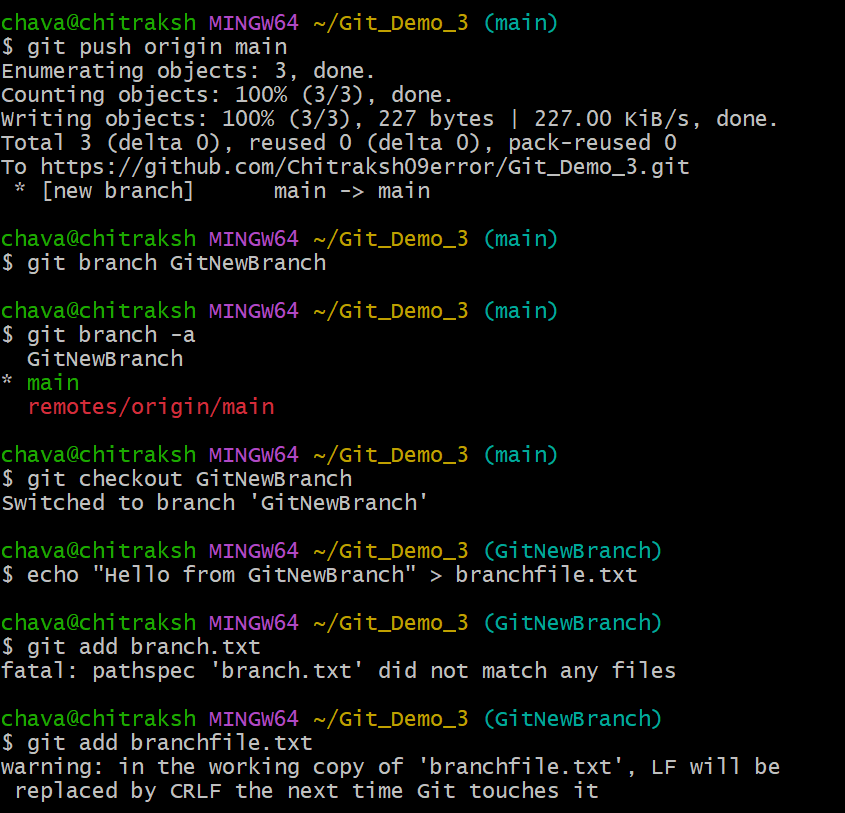 chava@chitraksh MINGW64 ~/Git_Demo_3 (main)
$ git push origin main
Enumerating objects: 3, done.
Counting objects: 100% (3/3), done.
Writing objects: 100% (3/3), 227 bytes | 227.00 KiB/s, done.
Total 3 (delta 0), reused 0 (delta 0), pack-reused 0
To https://github.com/Chitraksh09error/Git_Demo_3.git
 * [new branch]      main -> main

chava@chitraksh MINGW64 ~/Git_Demo_3 (main)
$ git branch GitNewBranch

chava@chitraksh MINGW64 ~/Git_Demo_3 (main)
$ git branch -a
  GitNewBranch
* main
  remotes/origin/main

chava@chitraksh MINGW64 ~/Git_Demo_3 (main)
$ git checkout GitNewBranch
Switched to branch 'GitNewBranch'

chava@chitraksh MINGW64 ~/Git_Demo_3 (GitNewBranch)
$ echo "Hello from GitNewBranch" > branchfile.txt

chava@chitraksh MINGW64 ~/Git_Demo_3 (GitNewBranch)
$ git add branch.txt
fatal: pathspec 'branch.txt' did not match any files

chava@chitraksh MINGW64 ~/Git_Demo_3 (GitNewBranch)
$ git add branchfile.txt
warning: in the working copy of 'branchfile.txt', LF will be
 replaced by CRLF the next time Git touches it